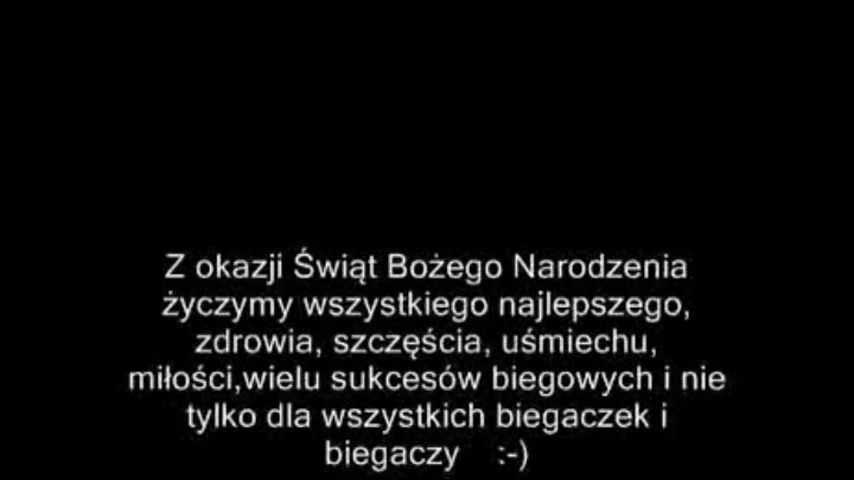 Z okazji Świąt Bożego Narodzenia
życzymy wszystkiego najlepszego,
zdrowia, szczęścia, uśmiechu,
miłości,wielu sukcesów biegowych i nie
tylko dla wszystkich biegaczek i
biegaczy :-)